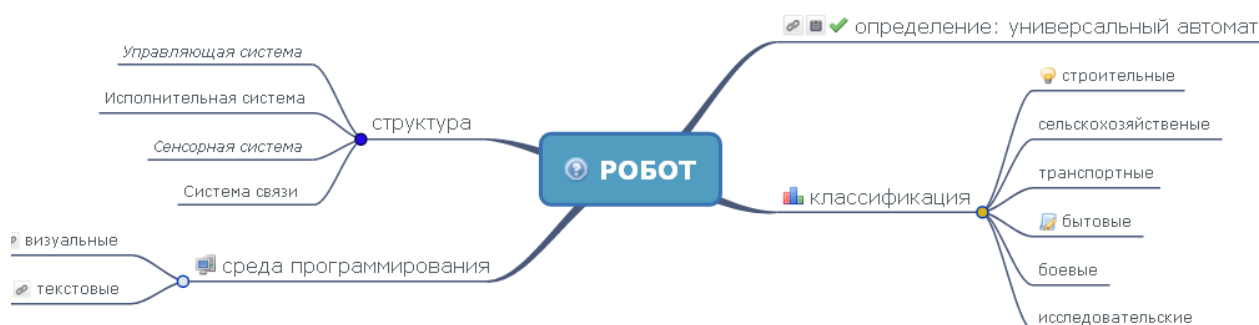 определение: универсальный автомат
Управляющая система
строительные
Исполнительная система
структура
сельскохозяйственые
Сенсорная система
РОБОТ
транспортные
Система связи
классификация
бытовые
визуальные
среда программирования
боевые
текстовые
исследовательские